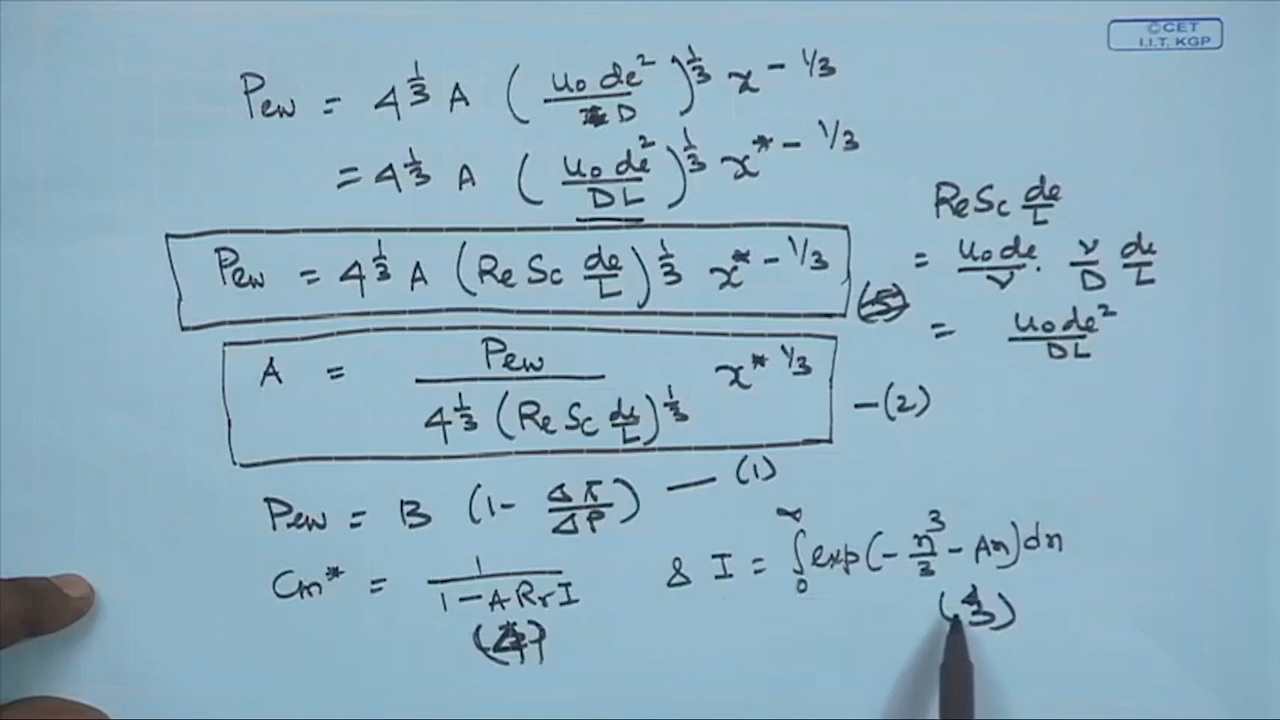 ©CET
I.I.T. KGP
Pew = 4^(1/3) A (u₀ de² / D)^(1/3) x^(-1/3)
= 4^(1/3) A (u₀ de² / DL)^(1/3) x*^(-1/3)
Pew = 4^(1/3) A (Re Sc de/L)^(1/3) x*^(-1/3) (5)
A = Pew / (4^(1/3) (Re Sc de/L)^(1/3)) x*^(1/3) —(2)
Pew = B (1 - Δπ/ΔP) — (1)
Cm* = 1 / (1 - A Rr I) & I = ∫₀^∞ exp(- η³/3 - Aη) dη
(4) (3)
Re Sc de/L
= u₀ de/ν · ν/D de/L
= u₀ de² / DL